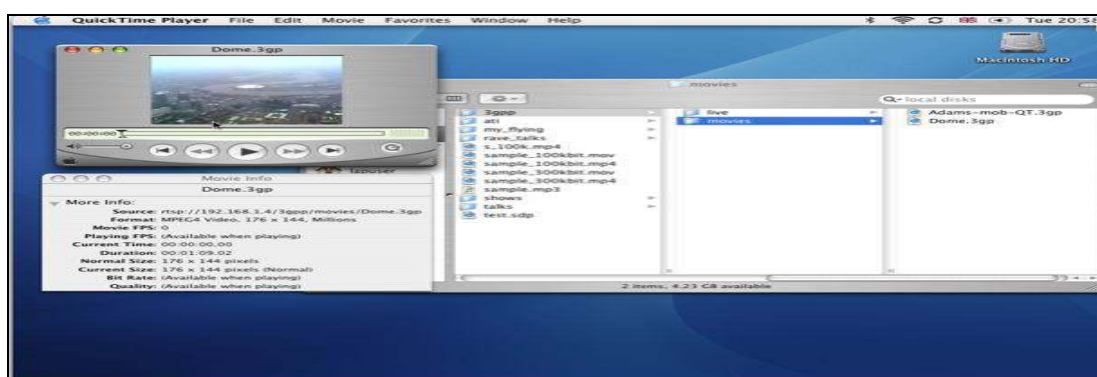 QuickTime Player File Edit Movie Favorites Window Help Tue 20:58
Dome.3gp
00:00:00
Macintosh HD
movies
local disks
3gpp
ati
my_flying
rave_talks
s_100k.mp4
sample_100kbit.mov
sample_100kbit.mp4
sample_300kbit.mov
sample_300kbit.mp4
sample.mp3
shows
talks
test.sdp
live
movies
Adams-mob-QT.3gp
Dome.3gp
2 items, 4.23 GB available
Movie Info
Dome.3gp
More Info:
Source: rtsp://192.168.1.4/3gpp/movies/Dome.3gp
Format: MPEG4 Video, 176 x 144, Millions
Movie FPS: 0
Playing FPS: (Available when playing)
Current Time: 00:00:00.00
Duration: 00:01:09.02
Normal Size: 176 x 144 pixels
Current Size: 176 x 144 pixels (Normal)
Bit Rate: (Available when playing)
Quality: (Available when playing)